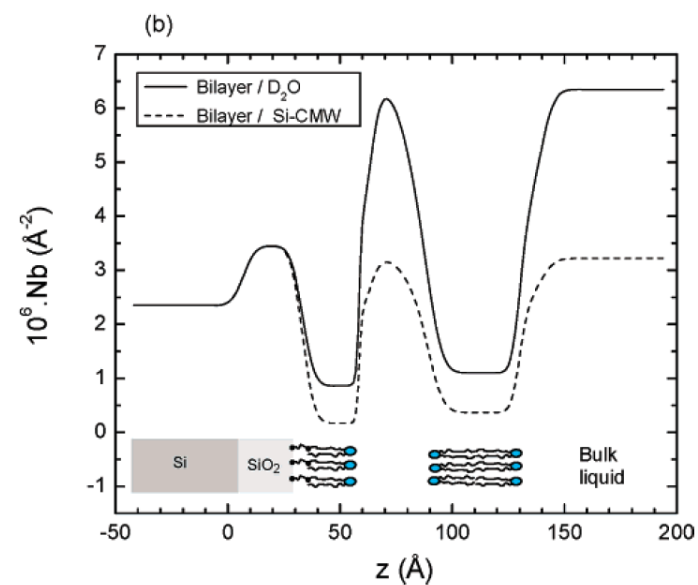 (b)
7
6
5
4
3
2
1
0
-1
10⁶.Nb (Å⁻²)
Bilayer / D₂O
Bilayer / Si-CMW
Si
SiO₂
Bulk
liquid
-50 0 50 100 150 200
z (Å)